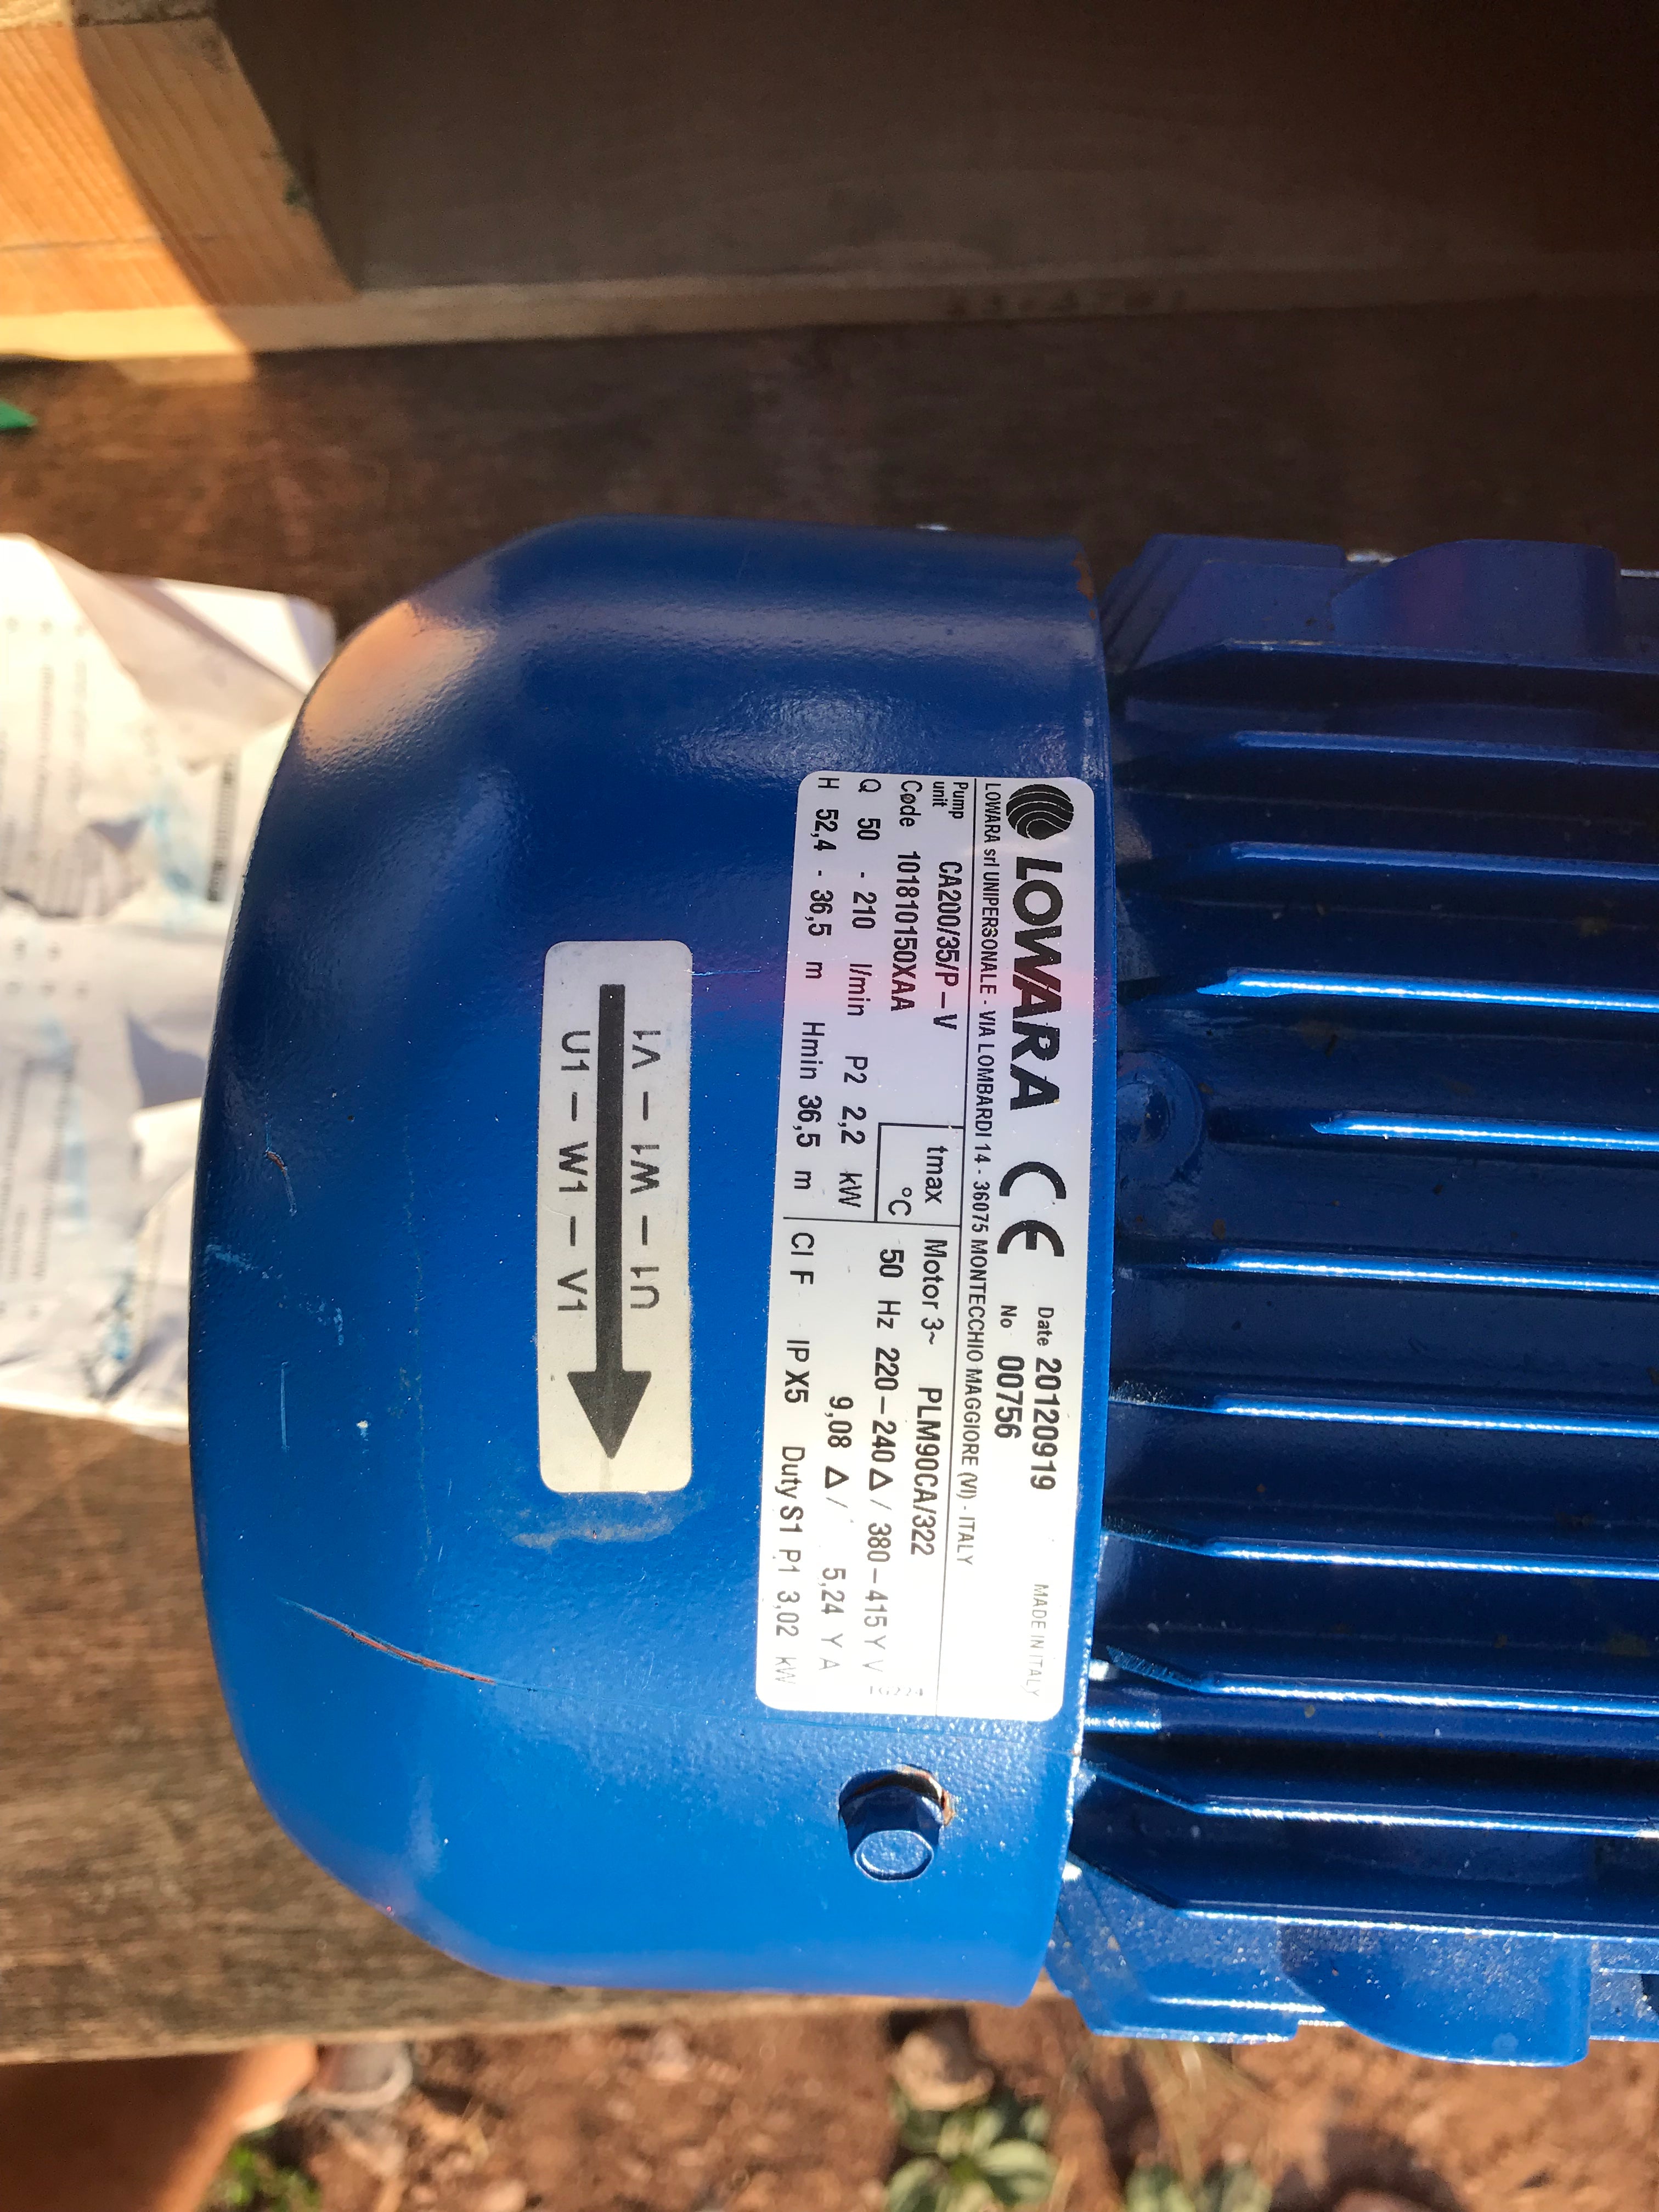 LOWARA CE Date 20120919 MADE IN ITALY
No 00756
LOWARA srl UNIPERSONALE - VIA LOMBARDI 14 - 36075 MONTECCHIO MAGGIORE (VI) - ITALY
Pump unit CA200/35/P-V tmax Motor 3~ PLM90CA/322
Code 101810150XAA °C 50 Hz 220-240 Δ / 380-415 Y V
Q 50 - 210 l/min P2 2,2 kW 9,08 Δ / 5,24 Y A
H 52,4 - 36,5 m Hmin 36,5 m Cl F IP X5 Duty S1 P1 3,02 kW
U1 - W1 - V1
U1 - W1 - V1